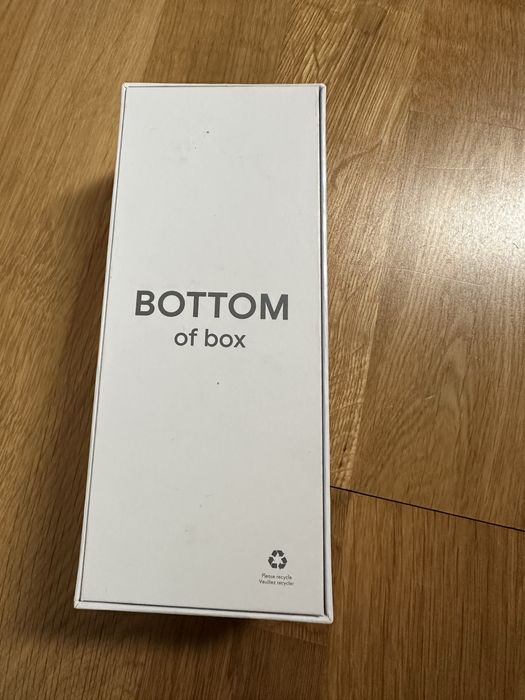 BOTTOM
of box
Please recycle
Veuillez recycler